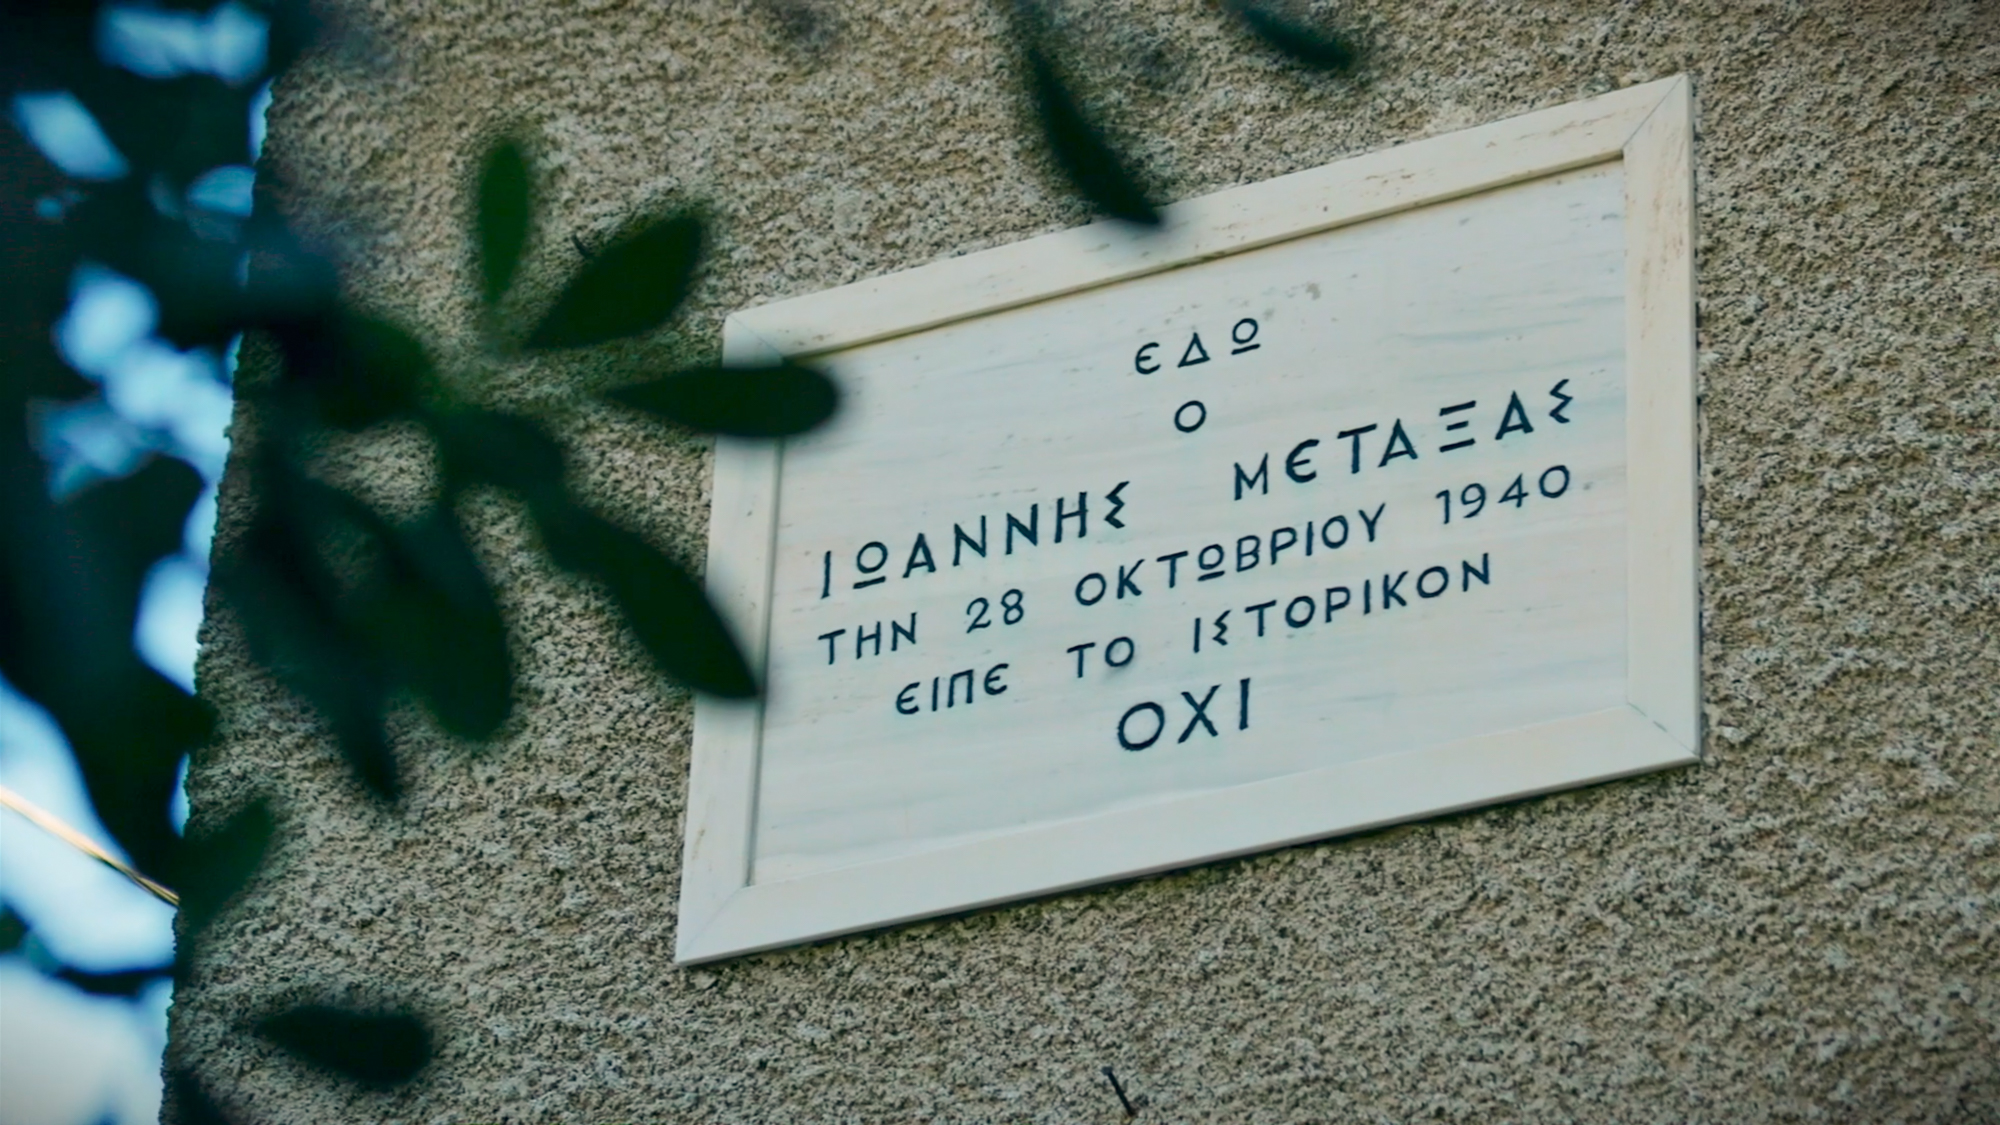 ΕΔΩ
Ο
ΙΩΑΝΝΗΣ ΜΕΤΑΞΑΣ
ΤΗΝ 28 ΟΚΤΩΒΡΙΟΥ 1940
ΕΙΠΕ ΤΟ ΙΣΤΟΡΙΚΟΝ
ΟΧΙ